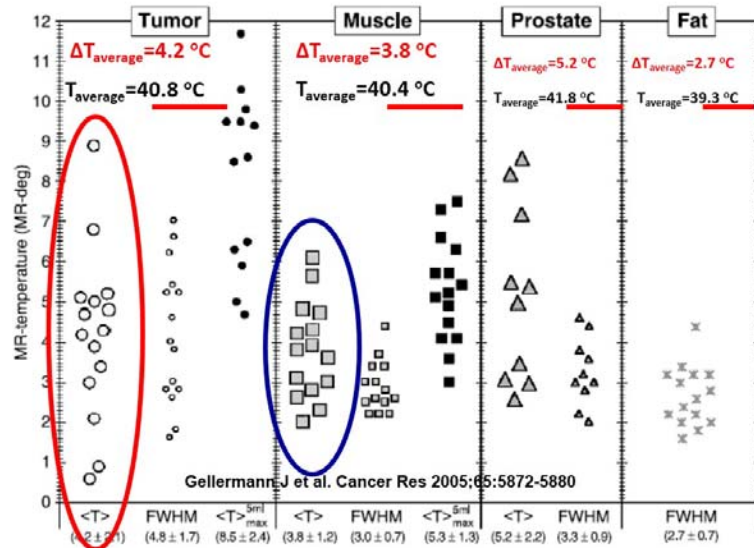 Tumor Muscle Prostate Fat
ΔTaverage=4.2 °C ΔTaverage=3.8 °C ΔTaverage=5.2 °C ΔTaverage=2.7 °C
Taverage=40.8 °C Taverage=40.4 °C Taverage=41.8 °C Taverage=39.3 °C
MR-temperature (MR-deg)
12
11
10
9
8
7
6
5
4
3
2
1
0
Gellermann J et al. Cancer Res 2005;65:5872-5880
<T> FWHM <T>5ml max <T> FWHM <T>5ml max <T> FWHM FWHM
(4.2 ± 2.1) (4.8 ± 1.7) (8.5 ± 2.4) (3.8 ± 1.2) (3.0 ± 0.7) (5.3 ± 1.3) (5.2 ± 2.2) (3.3 ± 0.9) (2.7 ± 0.7)